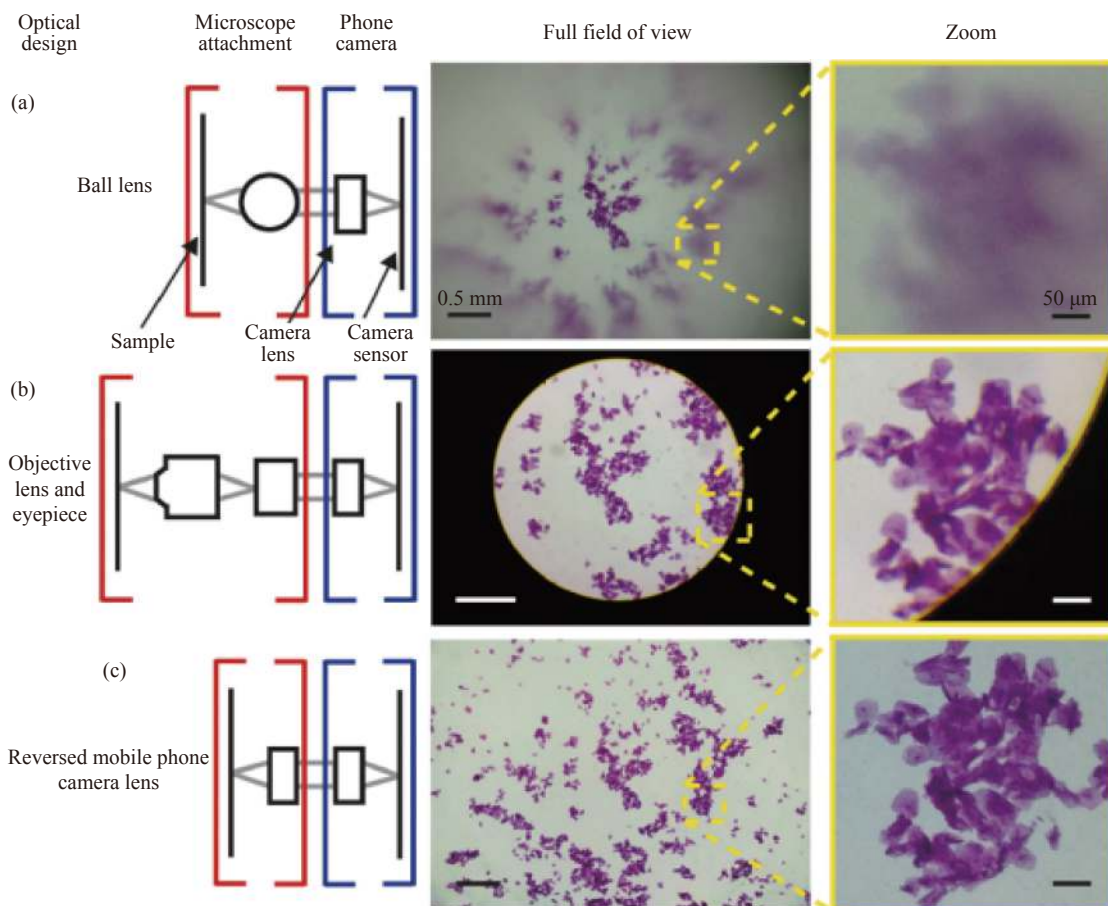 Optical
design
Microscope
attachment
Phone
camera
Full field of view
Zoom
(a)
Ball lens
Sample
Camera
lens
Camera
sensor
0.5 mm
50 μm
(b)
Objective
lens and
eyepiece
(c)
Reversed mobile phone
camera lens